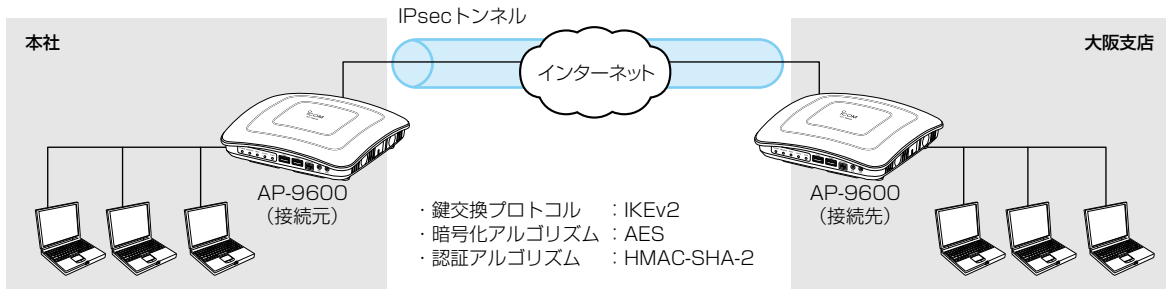 IPsecトンネル
本社
大阪支店
インターネット
ICOM
ICOM
AP-9600
(接続元)
AP-9600
(接続先)
・鍵交換プロトコル :IKEv2
・暗号化アルゴリズム :AES
・認証アルゴリズム :HMAC-SHA-2